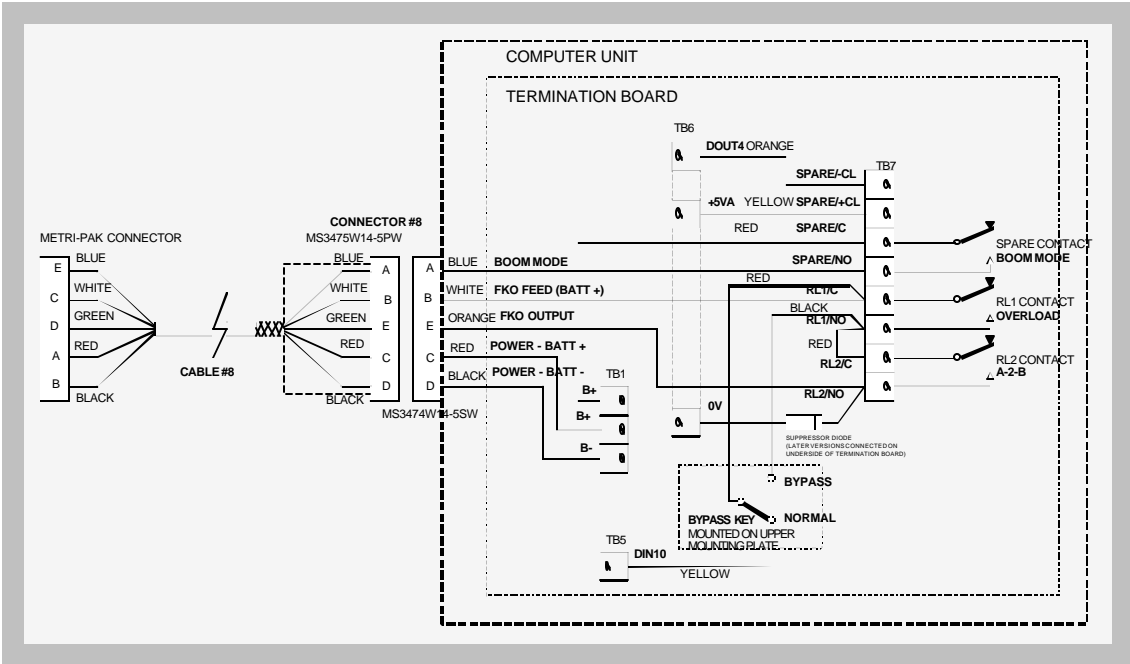 COMPUTER UNIT
TERMINATION BOARD
TB6
DOUT4 ORANGE
TB7
SPARE/-CL
+5VA YELLOW SPARE/+CL
RED SPARE/C
CONNECTOR #8
METRI-PAK CONNECTOR
MS3475W14-5PW
SPARE CONTACT
BOOM MODE
E BLUE
BLUE A
A BLUE BOOM MODE
SPARE/NO
C WHITE
WHITE B
B WHITE FKO FEED (BATT +)
RED RL1/C
RL1 CONTACT
OVERLOAD
D GREEN
GREEN E
E ORANGE FKO OUTPUT
BLACK RL1/NO
A RED
RED C
C RED POWER - BATT +
RED
RL2/C
RL2 CONTACT
A-2-B
CABLE #8
B BLACK
BLACK D
D BLACK POWER - BATT -
TB1
B+
RL2/NO
MS3474W14-5SW
B+
0V
B-
SUPPRESSOR DIODE
(LATER VERSIONS CONNECTED ON
UNDERSIDE OF TERMINATION BOARD)
BYPASS
NORMAL
BYPASS KEY
MOUNTED ON UPPER
MOUNTING PLATE
TB5
DIN10
YELLOW